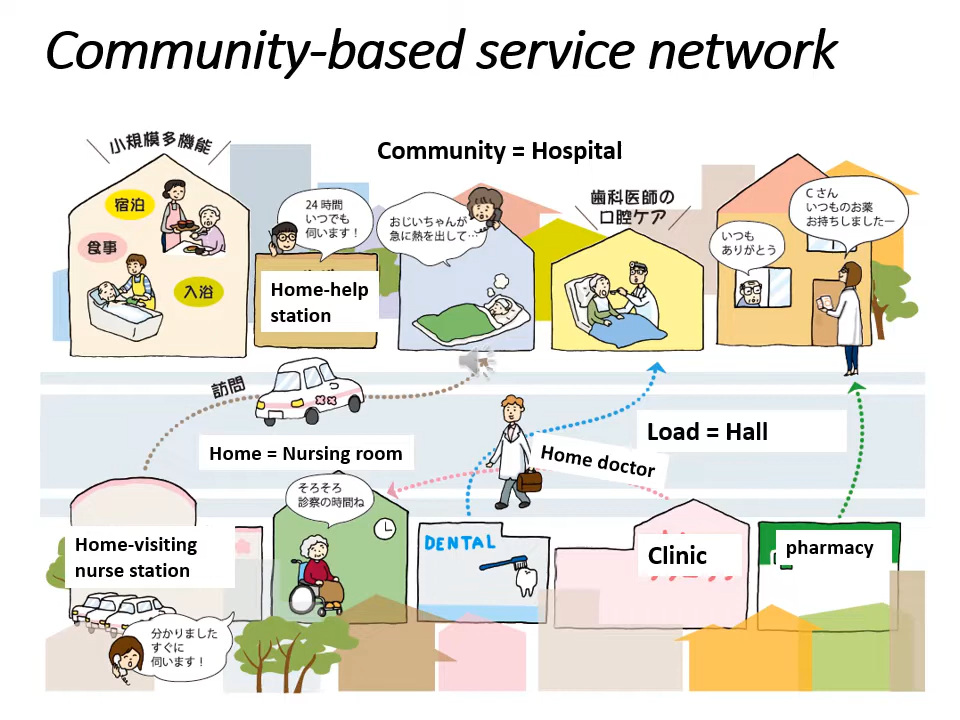 Community-based service network
小規模多機能
Community = Hospital
宿泊
食事
入浴
24時間
いつでも
伺います！
Home-help
station
おじいちゃんが
急に熱を出して…
歯科医師の
口腔ケア
いつも
ありがとう
Cさん
いつものお薬
お持ちしましたー
訪問
Home = Nursing room
Home doctor
Load = Hall
Home-visiting
nurse station
そろそろ
診察の時間ね
DENTAL
Clinic
pharmacy
分かりました
すぐに
伺います！